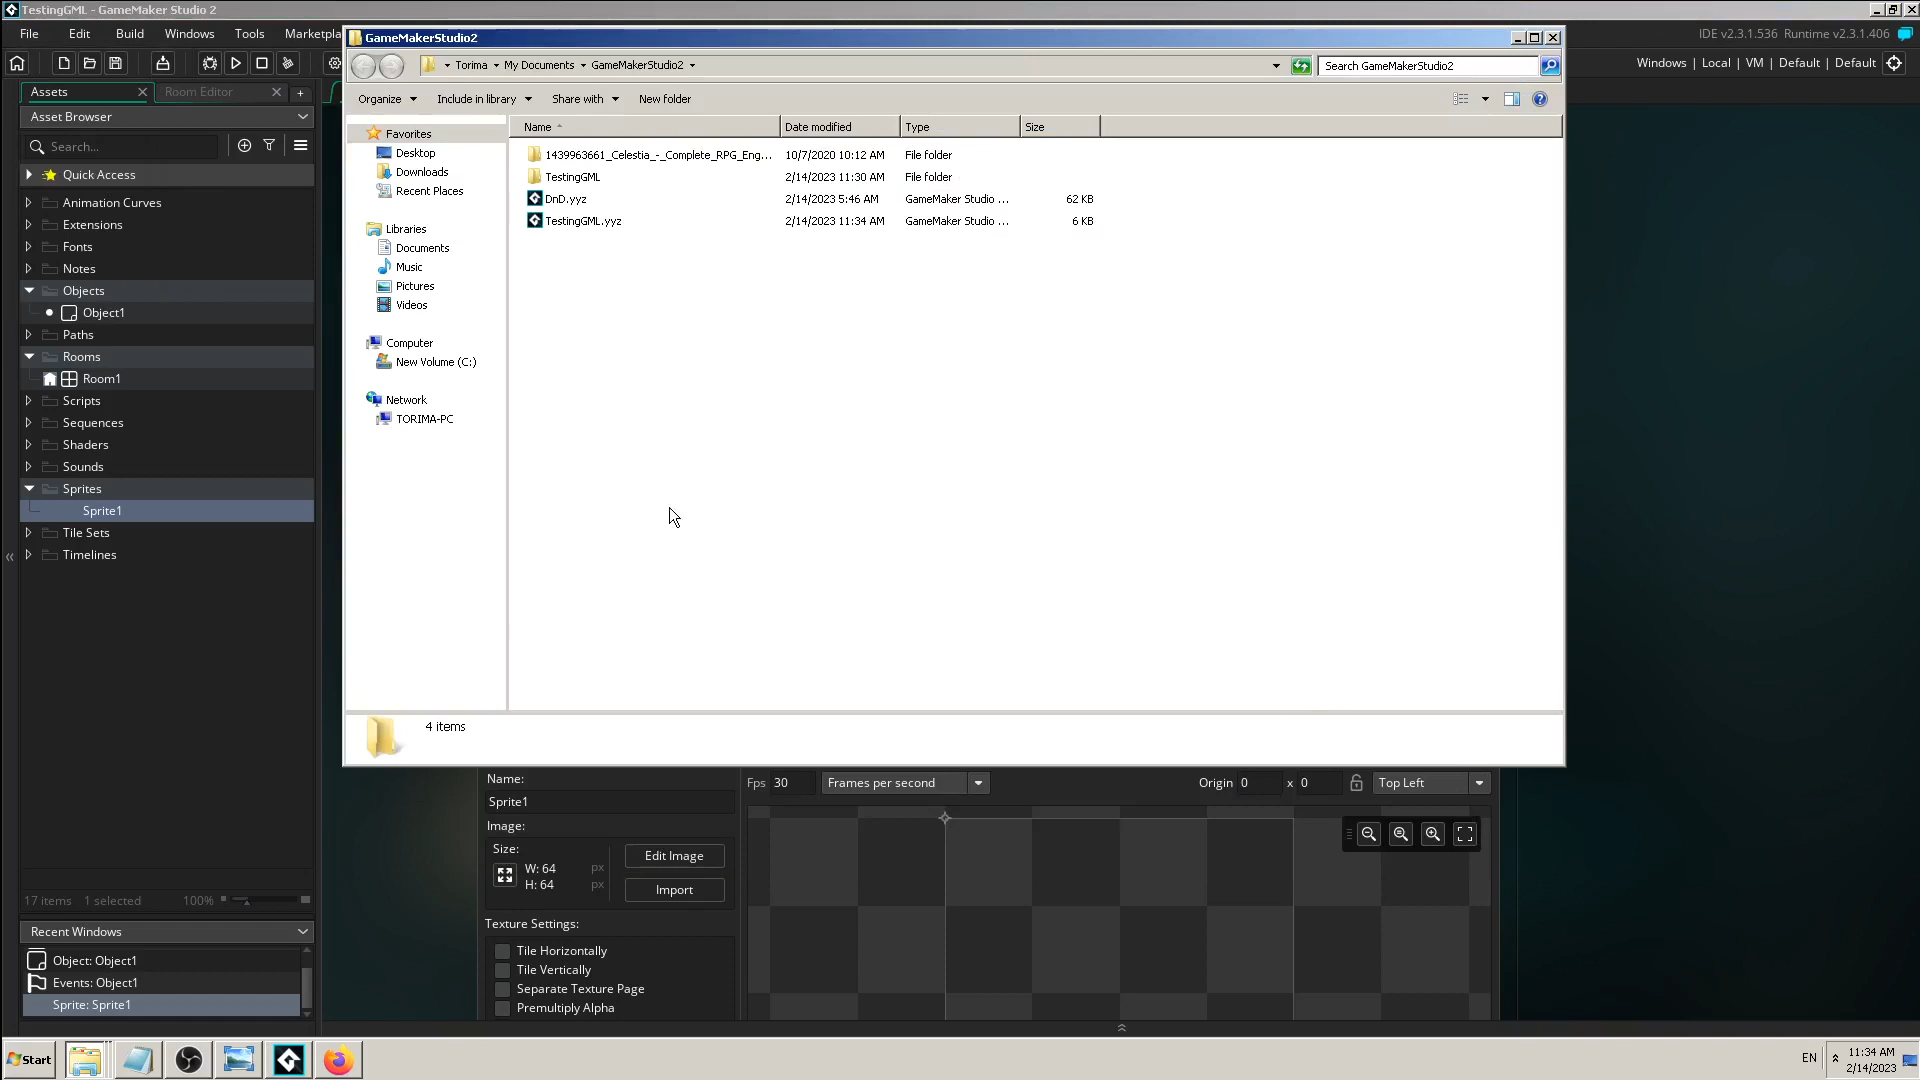 TestingGML - GameMaker Studio 2
File Edit Build Windows Tools Marketpla
IDE v2.3.1.536 Runtime v2.3.1.406
Windows | Local | VM | Default | Default
Assets
Room Editor
Asset Browser
Search...
Quick Access
Animation Curves
Extensions
Fonts
Notes
Objects
Object1
Paths
Rooms
Room1
Scripts
Sequences
Shaders
Sounds
Sprites
Sprite1
Tile Sets
Timelines
17 items 1 selected 100%
Recent Windows
Object: Object1
Events: Object1
Sprite: Sprite1
GameMakerStudio2
Torima My Documents GameMakerStudio2
Search GameMakerStudio2
Organize Include in library Share with New folder
Favorites
Desktop
Downloads
Recent Places
Libraries
Documents
Music
Pictures
Videos
Computer
New Volume (C:)
Network
TORIMA-PC
Name Date modified Type Size
1439963661_Celestia_-_Complete_RPG_Eng... 10/7/2020 10:12 AM File folder
TestingGML 2/14/2023 11:30 AM File folder
DnD.yyz 2/14/2023 5:46 AM GameMaker Studio ... 62 KB
TestingGML.yyz 2/14/2023 11:34 AM GameMaker Studio ... 6 KB
4 items
Name:
Sprite1
Image:
Size:
W: 64 px
H: 64 px
Edit Image
Import
Texture Settings:
Tile Horizontally
Tile Vertically
Separate Texture Page
Premultiply Alpha
Fps 30 Frames per second
Origin 0 x 0 Top Left
Start
EN
11:34 AM
2/14/2023